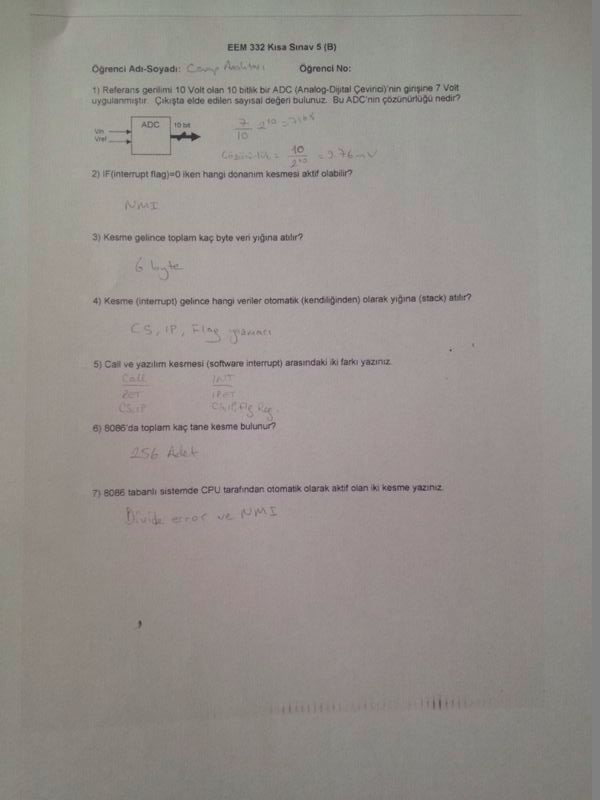 EEM 332 Kısa Sınav 5 (B)
Öğrenci Adı-Soyadı: Cevap Anahtarı Öğrenci No:
1) Referans gerilimi 10 Volt olan 10 bitlik bir ADC (Analog-Dijital Çevirici)'nin girişine 7 Volt
uygulanmıştır. Çıkışta elde edilen sayısal değeri bulunuz. Bu ADC'nin çözünürlüğü nedir?
ADC 10 bit
Vin
Vref
7/10 2^10 =
Çözünürlük = 10/2^10 = 9.76 mV
2) IF(interrupt flag)=0 iken hangi donanım kesmesi aktif olabilir?
NMI
3) Kesme gelince toplam kaç byte veri yığına atılır?
6 byte
4) Kesme (interrupt) gelince hangi veriler otomatik (kendiliğinden) olarak yığına (stack) atılır?
CS, IP, Flag yazmacı
5) Call ve yazılım kesmesi (software interrupt) arasındaki iki farkı yazınız.
Call INT
RET IRET
CS,IP CS,IP,Flg Reg.
6) 8086'da toplam kaç tane kesme bulunur?
256 Adet
7) 8086 tabanlı sistemde CPU tarafından otomatik olarak aktif olan iki kesme yazınız.
Divide error ve NMI